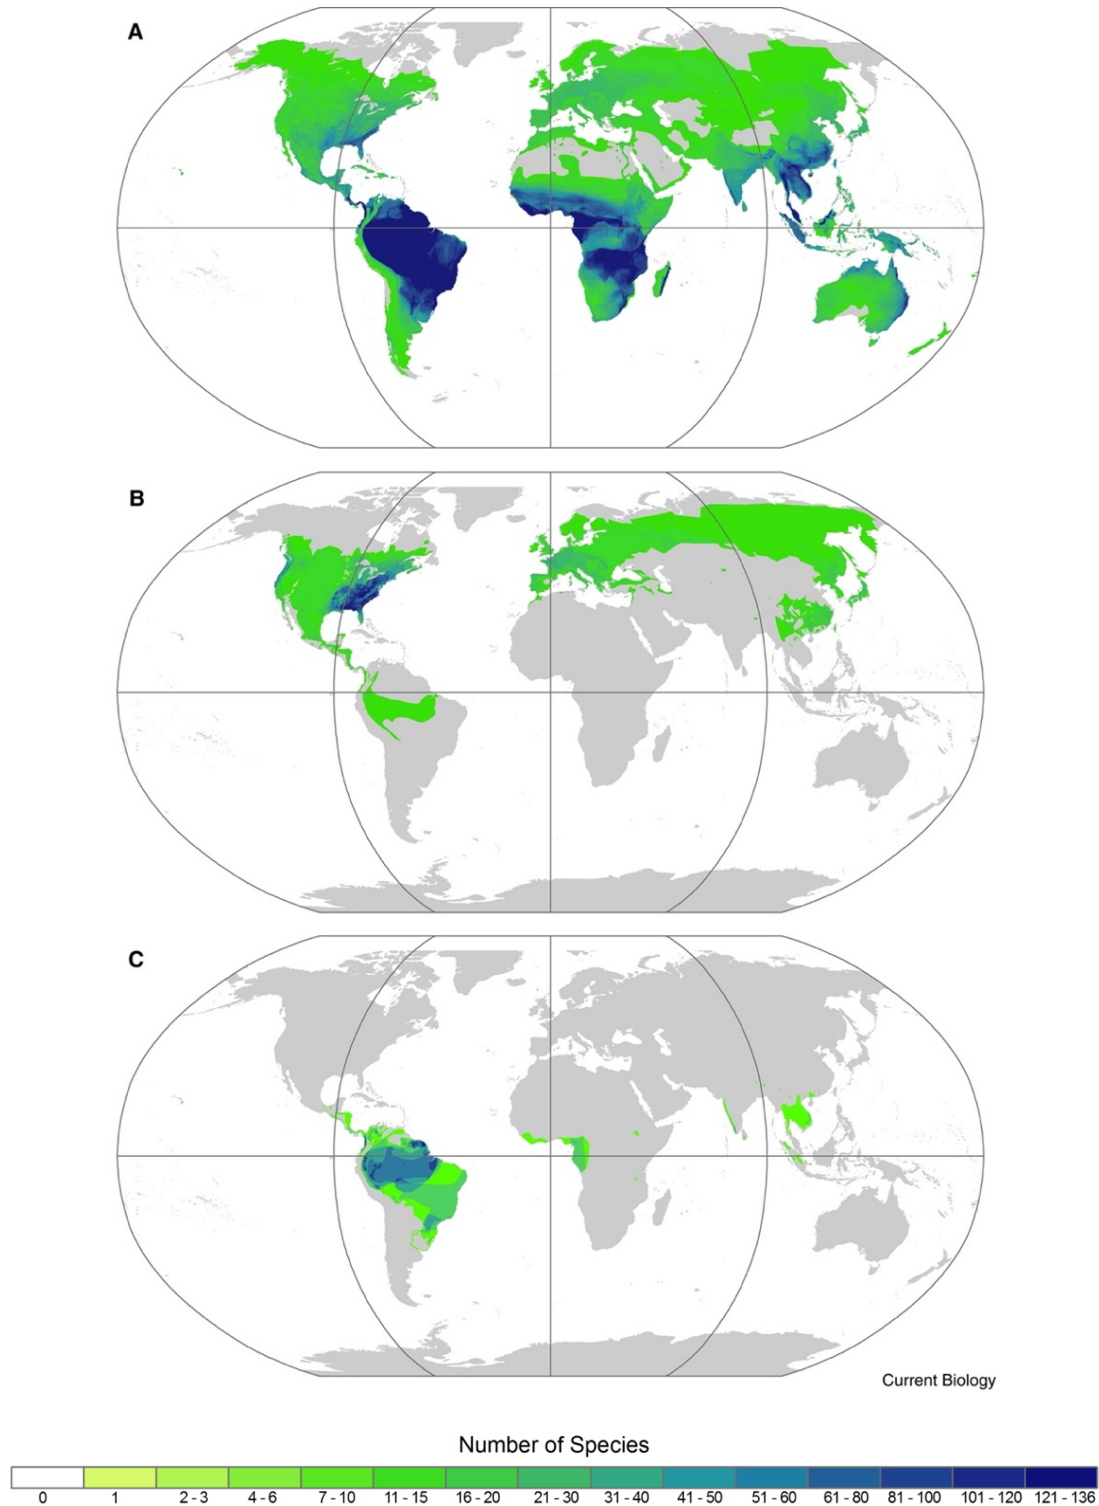 A
B
C
Current Biology
Number of Species
0 1 2 - 3 4 - 6 7 - 10 11 - 15 16 - 20 21 - 30 31 - 40 41 - 50 51 - 60 61 - 80 81 - 100 101 - 120 121 - 136